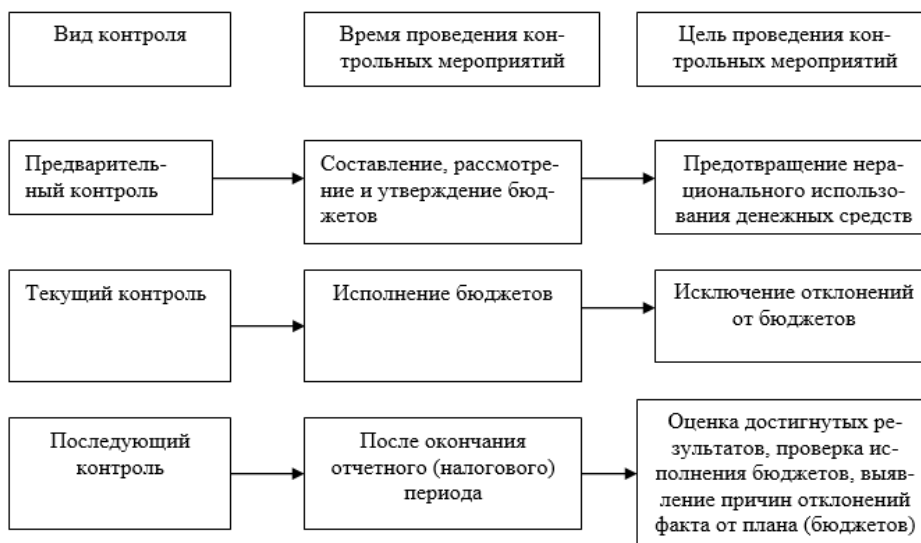 Вид контроля
Время проведения кон-
трольных мероприятий
Цель проведения кон-
трольных мероприятий
Предваритель-
ный контроль
Составление, рассмотре-
ние и утверждение бюд-
жетов
Предотвращение нера-
ционального использо-
вания денежных средств
Текущий контроль
Исполнение бюджетов
Исключение отклонений
от бюджетов
Последующий
контроль
После окончания
отчетного (налогового)
периода
Оценка достигнутых ре-
зультатов, проверка ис-
полнения бюджетов, выяв-
ление причин отклонений
факта от плана (бюджетов)